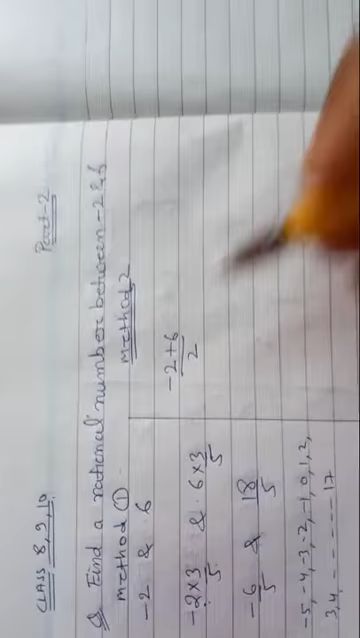 CLASS 8,9,10 Part-2
Q Find a rational number between -2 & 6
method ① method 2
-2 & 6
-2+6/2
-2×3/5 & 6×3/5
-6/5 & 18/5
-5,-4,-3,-2,-1,0,1,2,
3,4,-----17